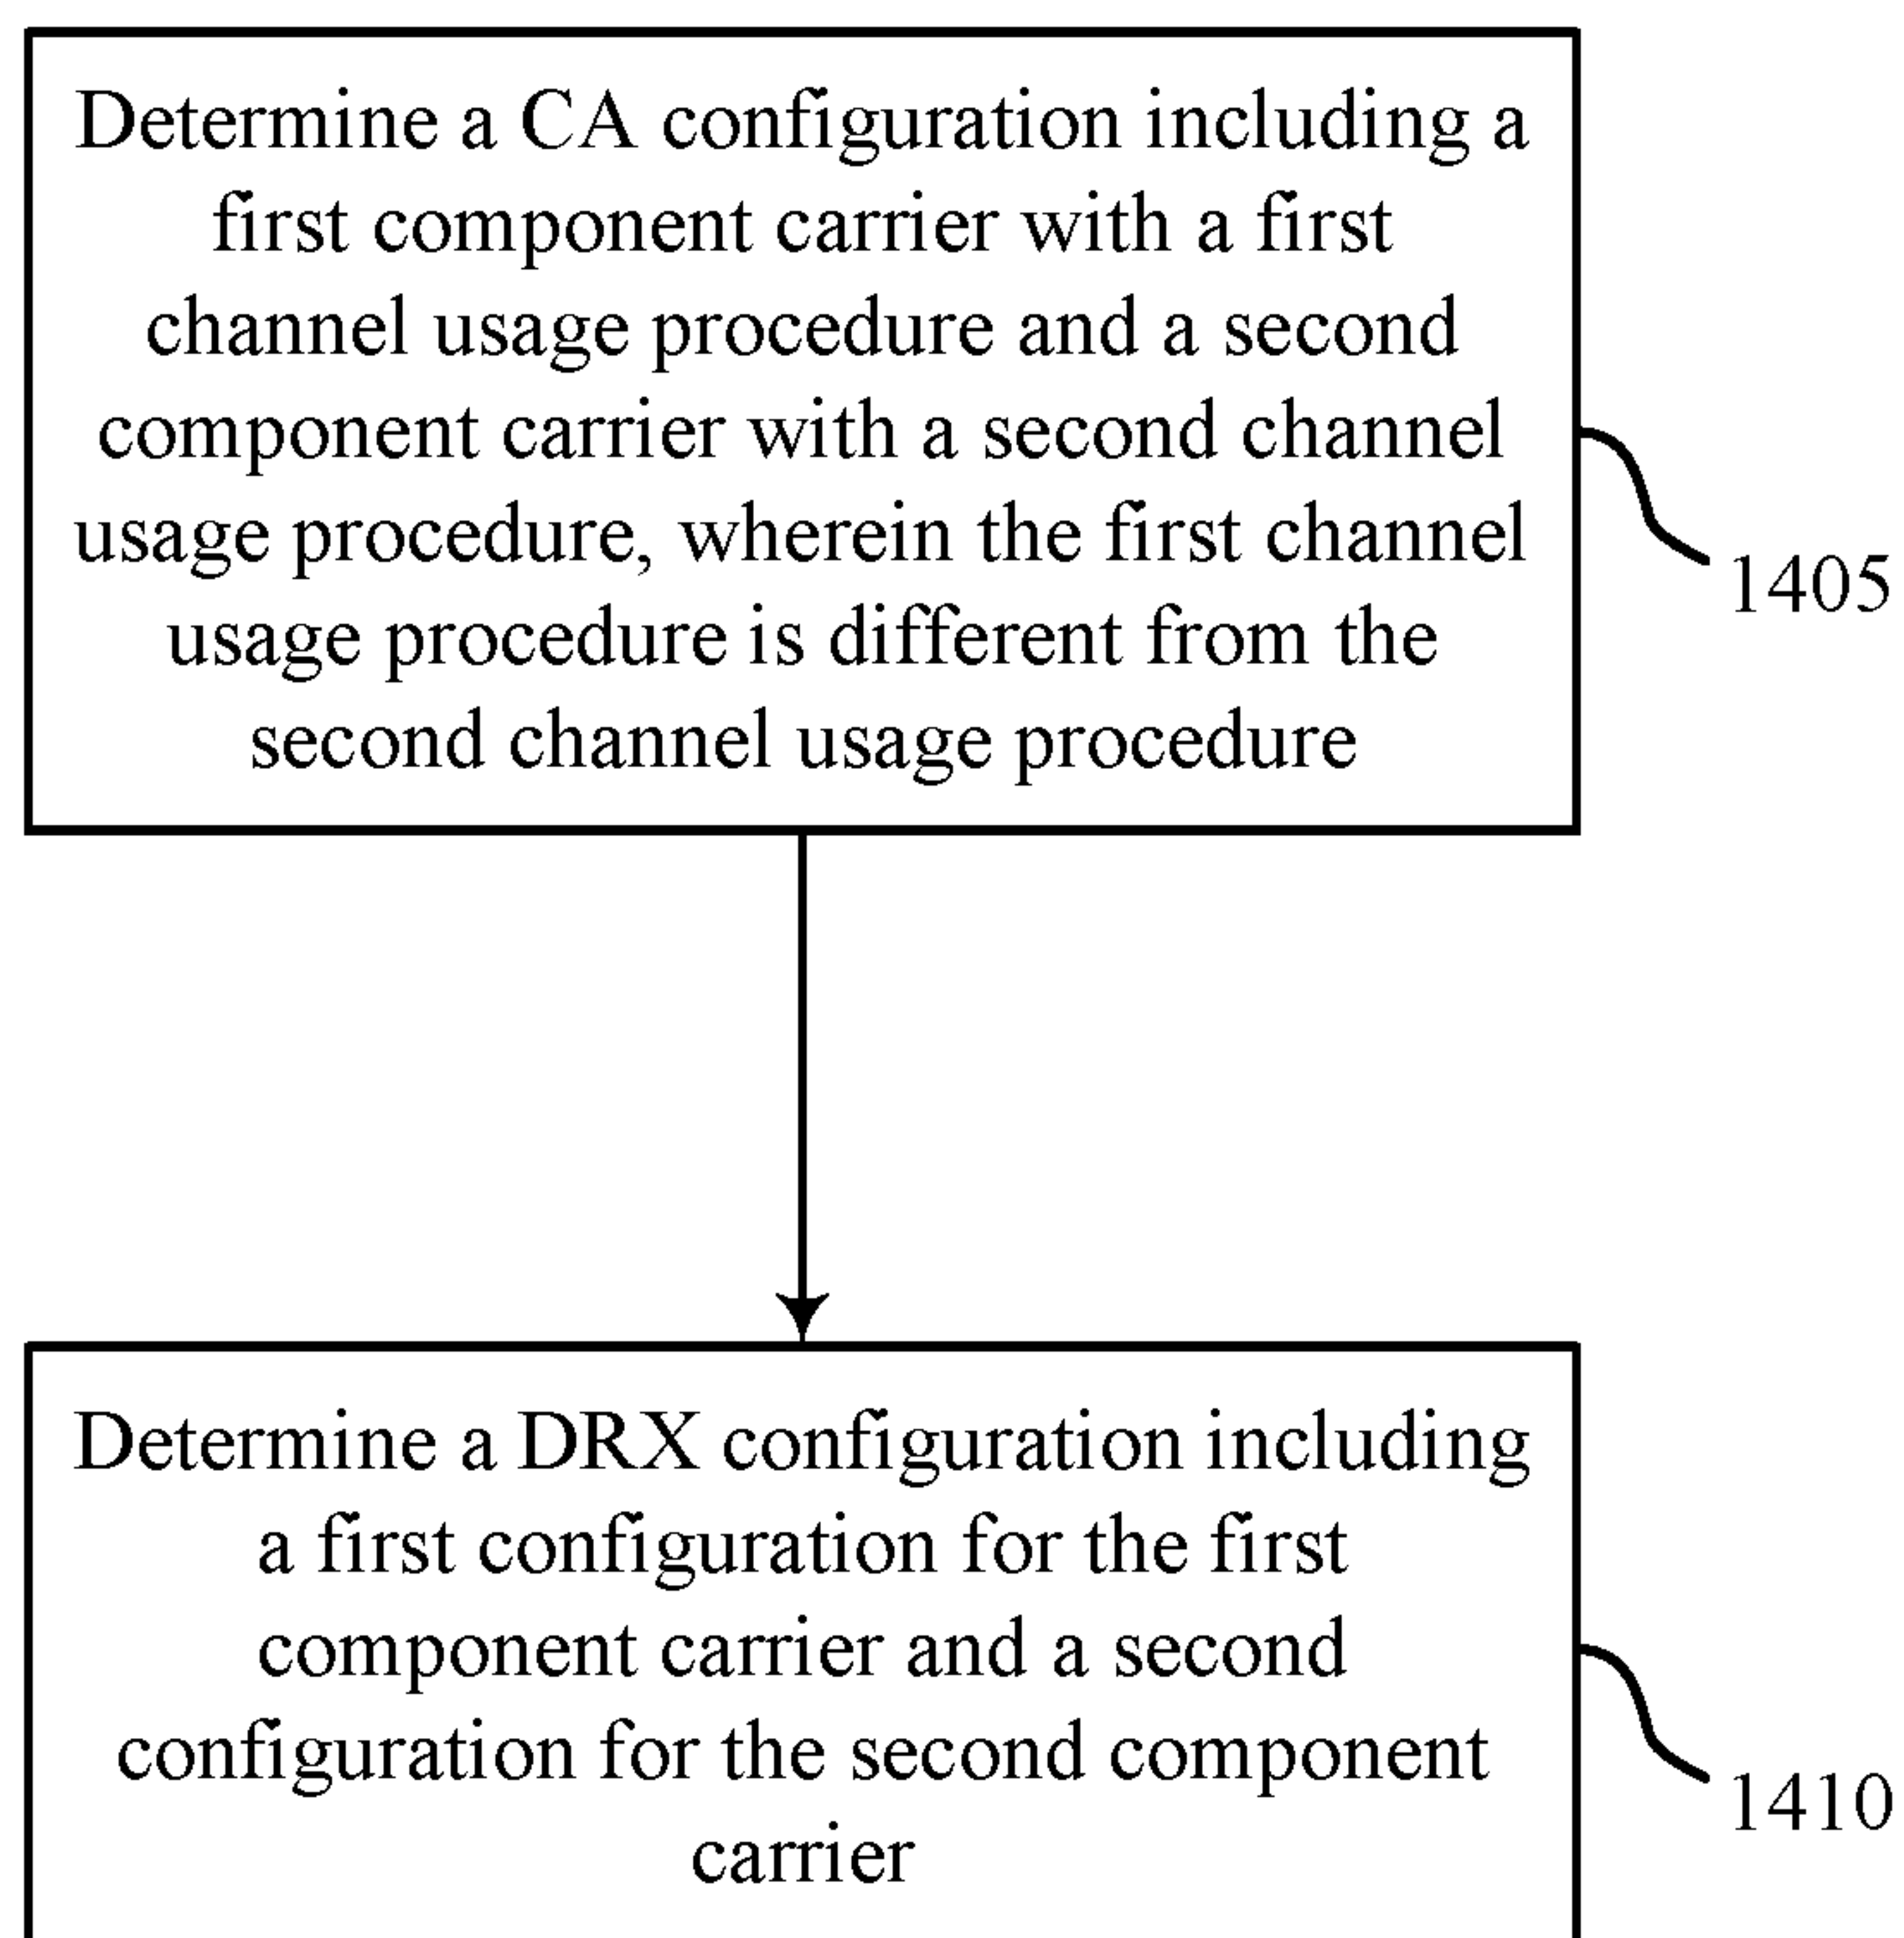 Determine a CA configuration including a
first component carrier with a first
channel usage procedure and a second
component carrier with a second channel
usage procedure, wherein the first channel
usage procedure is different from the
second channel usage procedure
1405
Determine a DRX configuration including
a first configuration for the first
component carrier and a second
configuration for the second component
carrier
1410